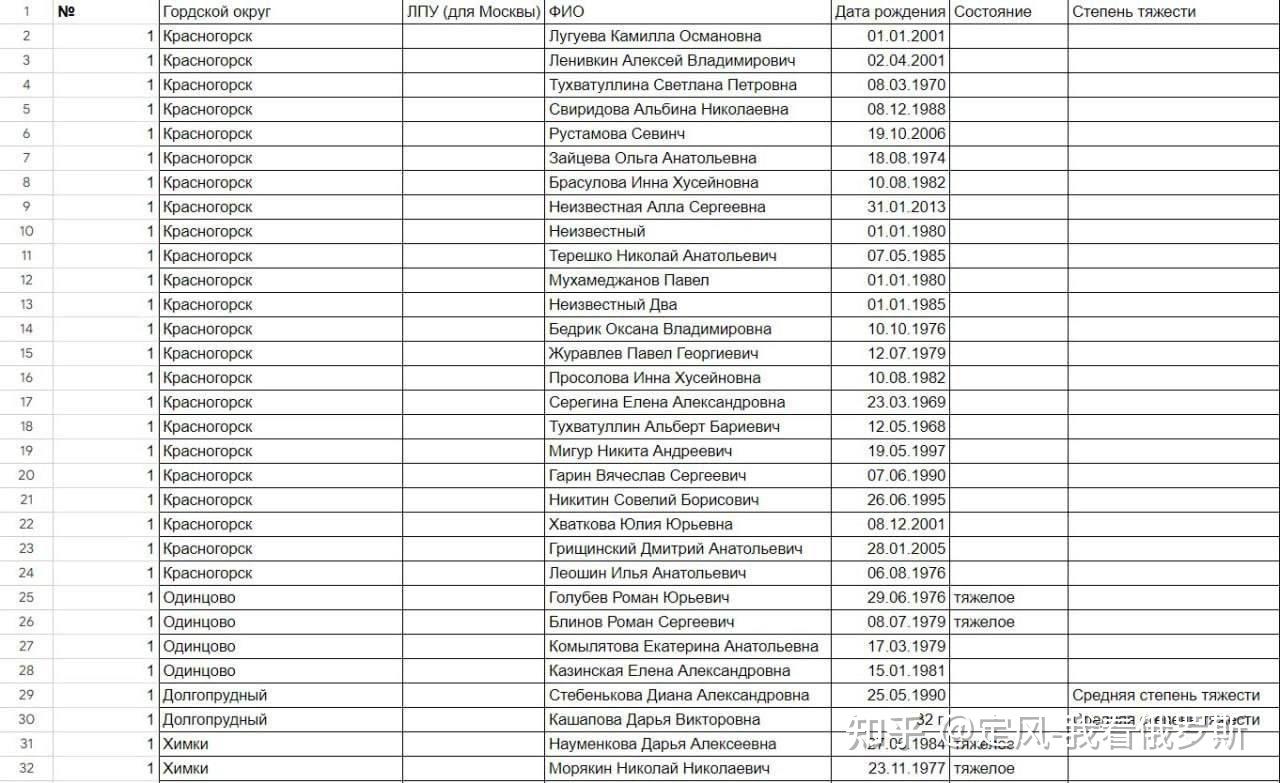 1 № Гордской округ ЛПУ (для Москвы) ФИО Дата рождения Состояние Степень тяжести
2 1 Красногорск Лугуева Камилла Османовна 01.01.2001
3 1 Красногорск Ленивкин Алексей Владимирович 02.04.2001
4 1 Красногорск Тухватуллина Светлана Петровна 08.03.1970
5 1 Красногорск Свиридова Альбина Николаевна 08.12.1988
6 1 Красногорск Рустамова Севинч 19.10.2006
7 1 Красногорск Зайцева Ольга Анатольевна 18.08.1974
8 1 Красногорск Брасулова Инна Хусейновна 10.08.1982
9 1 Красногорск Неизвестная Алла Сергеевна 31.01.2013
10 1 Красногорск Неизвестный 01.01.1980
11 1 Красногорск Терешко Николай Анатольевич 07.05.1985
12 1 Красногорск Мухамеджанов Павел 01.01.1980
13 1 Красногорск Неизвестный Два 01.01.1985
14 1 Красногорск Бедрик Оксана Владимировна 10.10.1976
15 1 Красногорск Журавлев Павел Георгиевич 12.07.1979
16 1 Красногорск Просолова Инна Хусейновна 10.08.1982
17 1 Красногорск Серегина Елена Александровна 23.03.1969
18 1 Красногорск Тухватуллин Альберт Бариевич 12.05.1968
19 1 Красногорск Мигур Никита Андреевич 19.05.1997
20 1 Красногорск Гарин Вячеслав Сергеевич 07.06.1990
21 1 Красногорск Никитин Совелий Борисович 26.06.1995
22 1 Красногорск Хваткова Юлия Юрьевна 08.12.2001
23 1 Красногорск Грищинский Дмитрий Анатольевич 28.01.2005
24 1 Красногорск Леошин Илья Анатольевич 06.08.1976
25 1 Одинцово Голубев Роман Юрьевич 29.06.1976 тяжелое
26 1 Одинцово Блинов Роман Сергеевич 08.07.1979 тяжелое
27 1 Одинцово Комылятова Екатерина Анатольевна 17.03.1979
28 1 Одинцово Казинская Елена Александровна 15.01.1981
29 1 Долгопрудный Стебенькова Диана Александровна 25.05.1990 Средняя степень тяжести
30 1 Долгопрудный Кашапова Дарья Викторовна 32 г Средняя степень тяжести
31 1 Химки Науменкова Дарья Алексеевна 27.05.1984 тяжелое
32 1 Химки Морякин Николай Николаевич 23.11.1977 тяжелое
知乎 @定风-我看俄罗斯